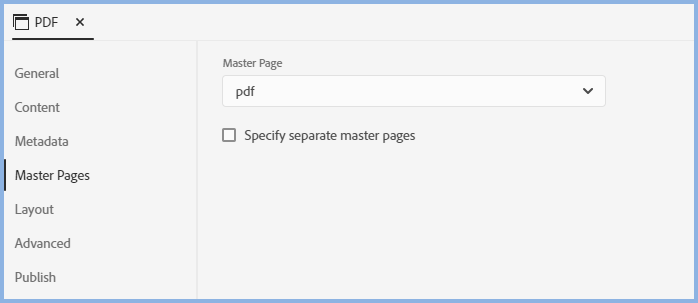 PDF
General
Content
Metadata
Master Pages
Layout
Advanced
Publish
Master Page
pdf
Specify separate master pages